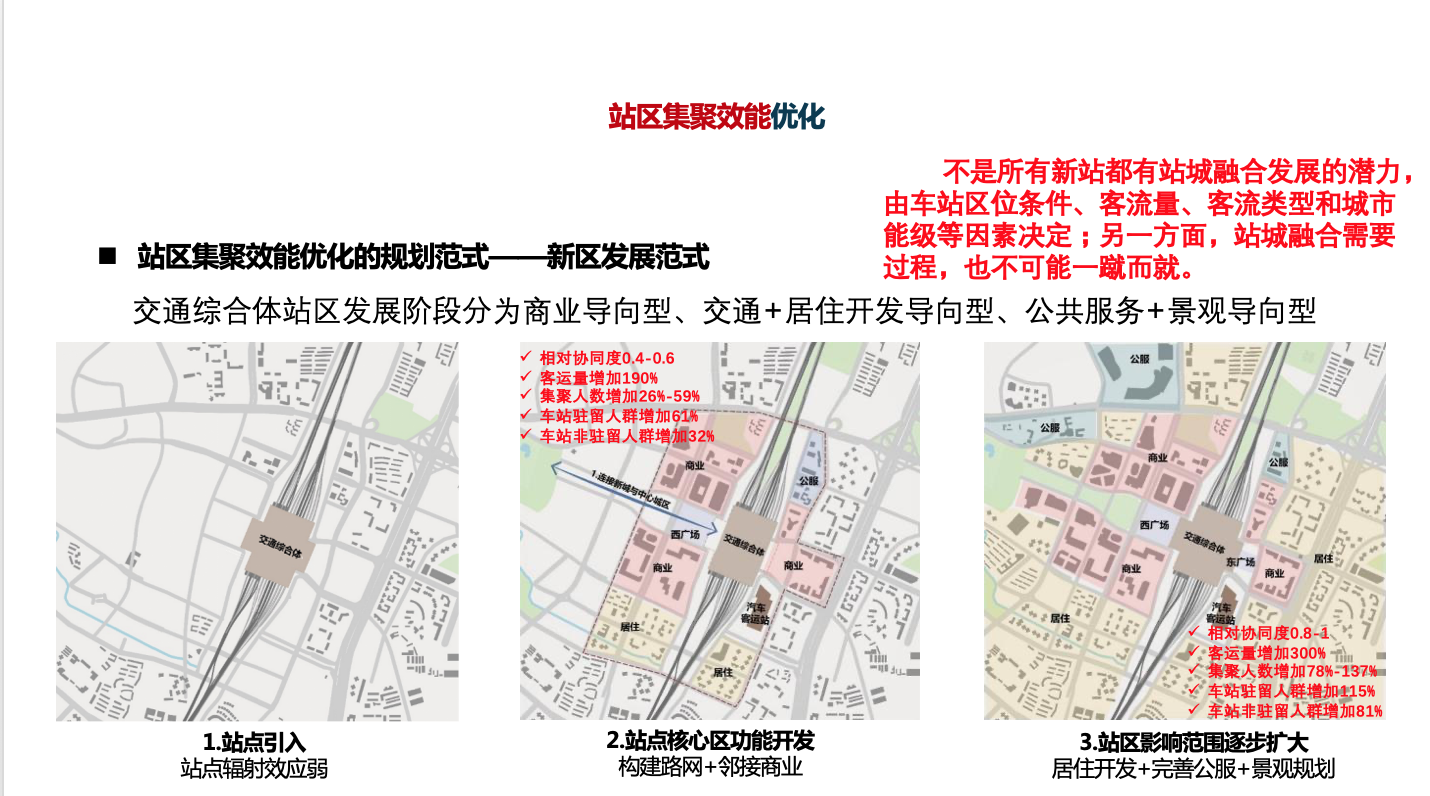 站区集聚效能优化
不是所有新站都有站城融合发展的潜力，
由车站区位条件、客流量、客流类型和城市
能级等因素决定；另一方面，站城融合需要
过程，也不可能一蹴而就。
■ 站区集聚效能优化的规划范式——新区发展范式
交通综合体站区发展阶段分为商业导向型、交通+居住开发导向型、公共服务+景观导向型
交通综合体
1.站点引入
站点辐射效应弱
✓ 相对协同度0.4-0.6
✓ 客运量增加190%
✓ 集聚人数增加26%-59%
✓ 车站驻留人群增加61%
✓ 车站非驻留人群增加32%
商业
公服
1.连接新城与中心城区
西广场
交通综合体
商业
商业
汽车
客运站
居住
居住
2.站点核心区功能开发
构建路网+邻接商业
公服
公服
商业
公服
西广场
交通综合体
东广场
居住
商业
商业
汽车
客运站
居住
✓ 相对协同度0.8-1
✓ 客运量增加300%
✓ 集聚人数增加78%-137%
✓ 车站驻留人群增加115%
✓ 车站非驻留人群增加81%
3.站区影响范围逐步扩大
居住开发+完善公服+景观规划